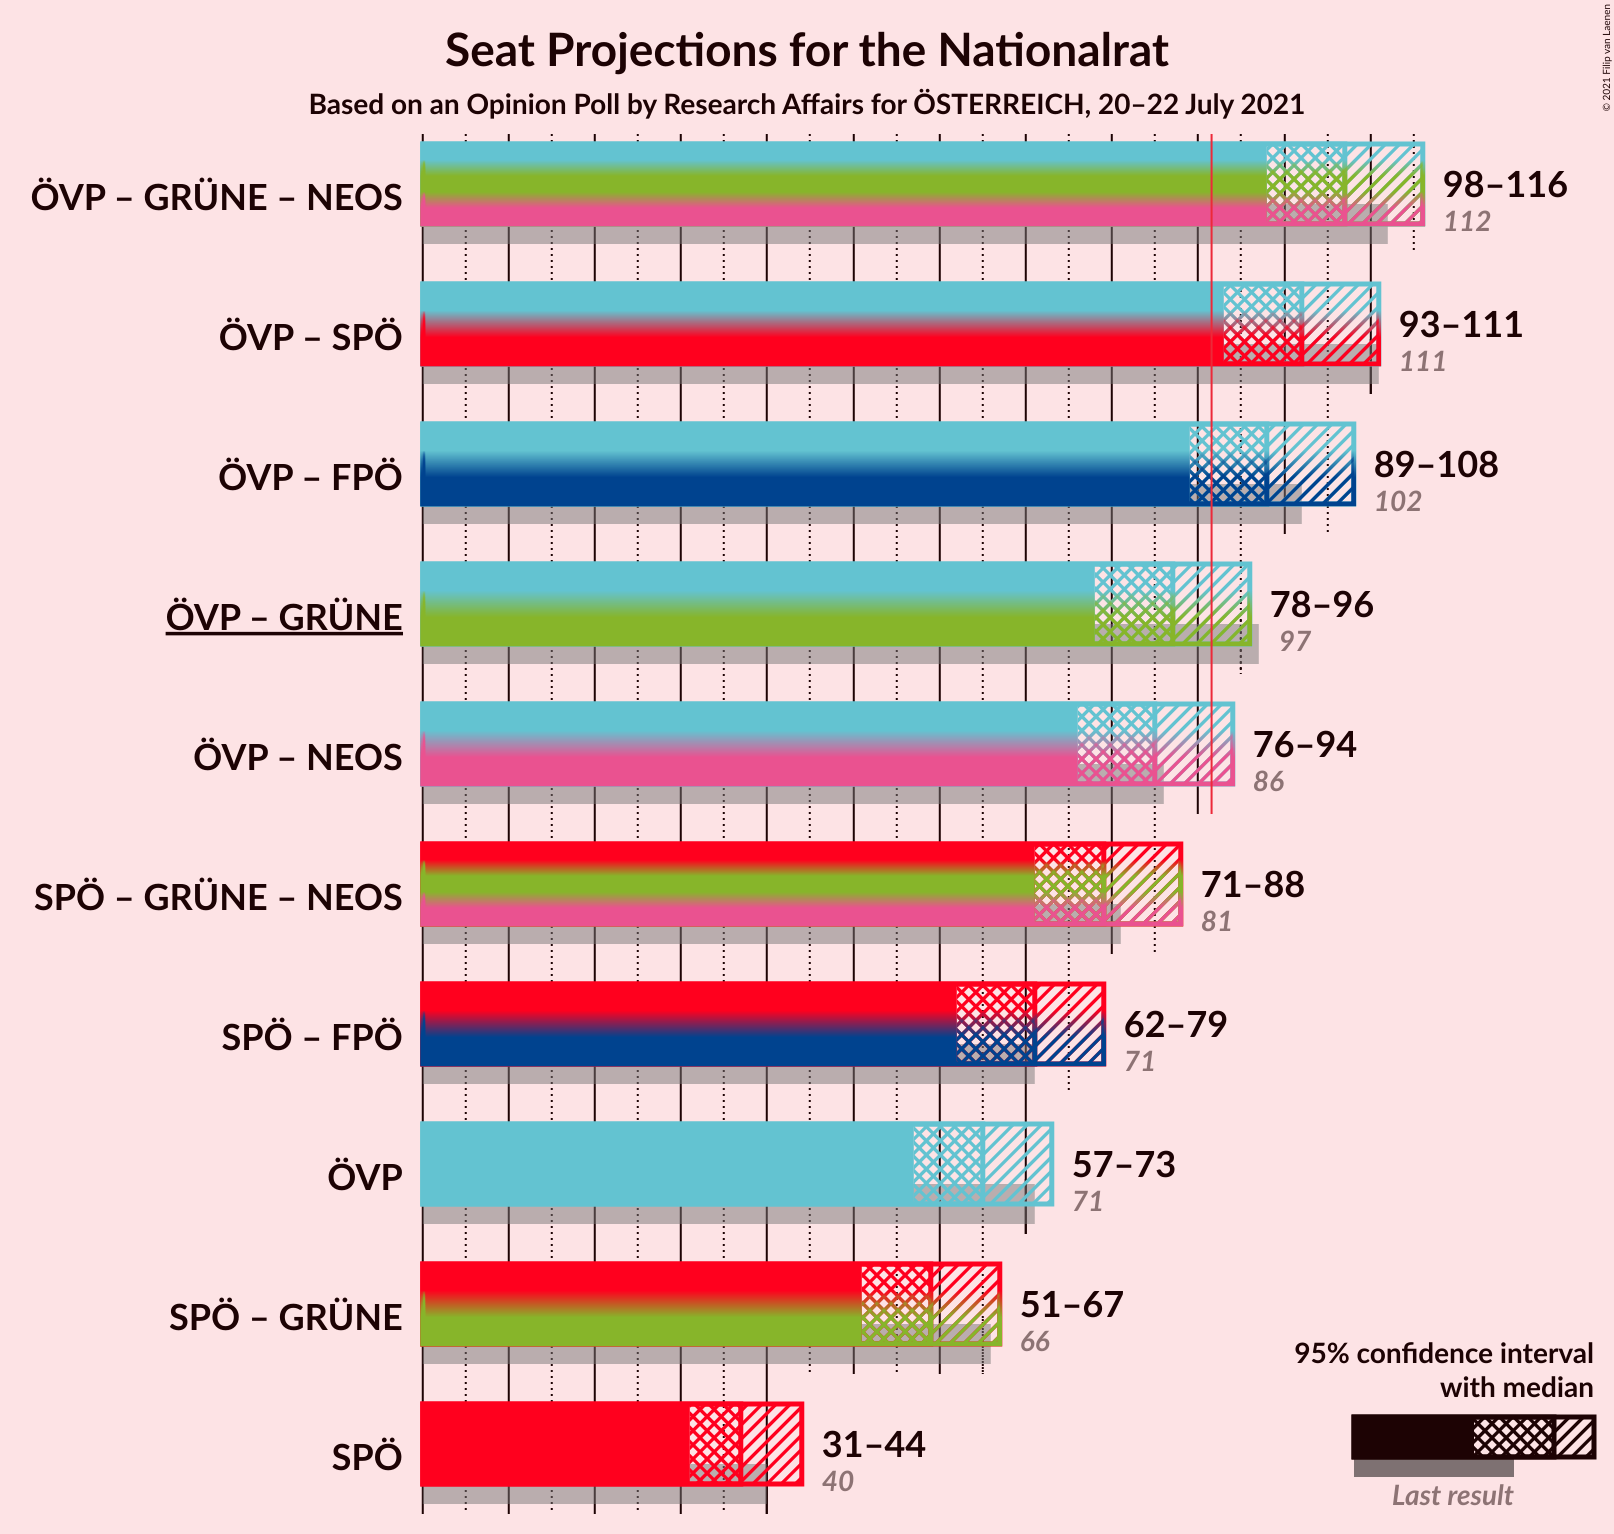 Seat Projections for the Nationalrat
Based on an Opinion Poll by Research Affairs for ÖSTERREICH, 20–22 July 2021
© 2021 Filip van Laenen
ÖVP – GRÜNE – NEOS
98–116
112
ÖVP – SPÖ
93–111
111
ÖVP – FPÖ
89–108
102
ÖVP – GRÜNE
78–96
97
ÖVP – NEOS
76–94
86
SPÖ – GRÜNE – NEOS
71–88
81
SPÖ – FPÖ
62–79
71
ÖVP
57–73
71
SPÖ – GRÜNE
51–67
66
SPÖ
31–44
40
95% confidence interval
with median
Last result